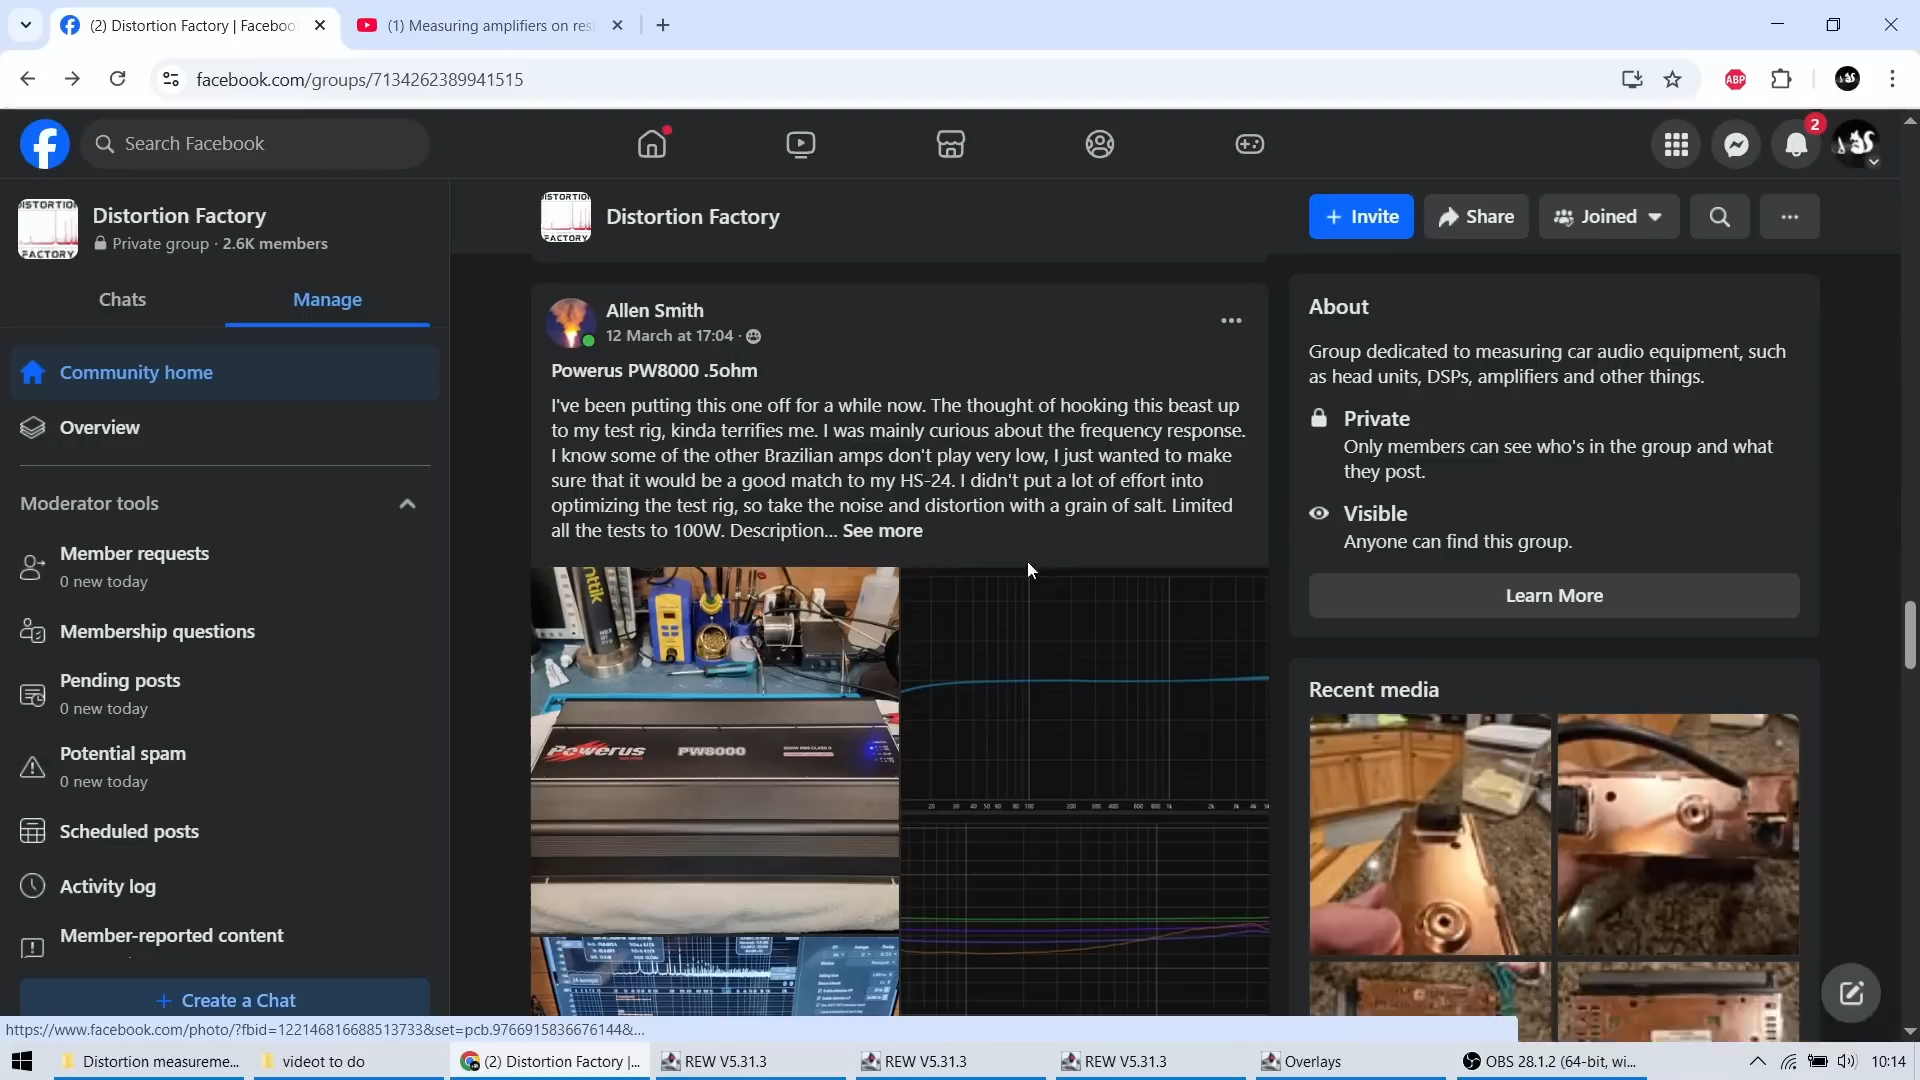 (2) Distortion Factory | Faceboo
(1) Measuring amplifiers on resi
facebook.com/groups/7134262389941515
ABP
Search Facebook
2
DISTORTION
FACTORY
Distortion Factory
Private group · 2.6K members
Chats
Manage
Community home
Overview
Moderator tools
Member requests
0 new today
Membership questions
Pending posts
0 new today
Potential spam
0 new today
Scheduled posts
Activity log
Member-reported content
+ Create a Chat
Distortion Factory
+ Invite
Share
Joined
Allen Smith
12 March at 17:04 ·
Powerus PW8000 .5ohm
I've been putting this one off for a while now. The thought of hooking this beast up
to my test rig, kinda terrifies me. I was mainly curious about the frequency response.
I know some of the other Brazilian amps don't play very low, I just wanted to make
sure that it would be a good match to my HS-24. I didn't put a lot of effort into
optimizing the test rig, so take the noise and distortion with a grain of salt. Limited
all the tests to 100W. Description... See more
Powerus PW8000
About
Group dedicated to measuring car audio equipment, such
as head units, DSPs, amplifiers and other things.
Private
Only members can see who's in the group and what
they post.
Visible
Anyone can find this group.
Learn More
Recent media
https://www.facebook.com/photo/?fbid=122146816688513733&set=pcb.9766915836676144&...
Distortion measureme...
videot to do
(2) Distortion Factory |...
REW V5.31.3
REW V5.31.3
REW V5.31.3
Overlays
OBS 28.1.2 (64-bit, wi...
10:14